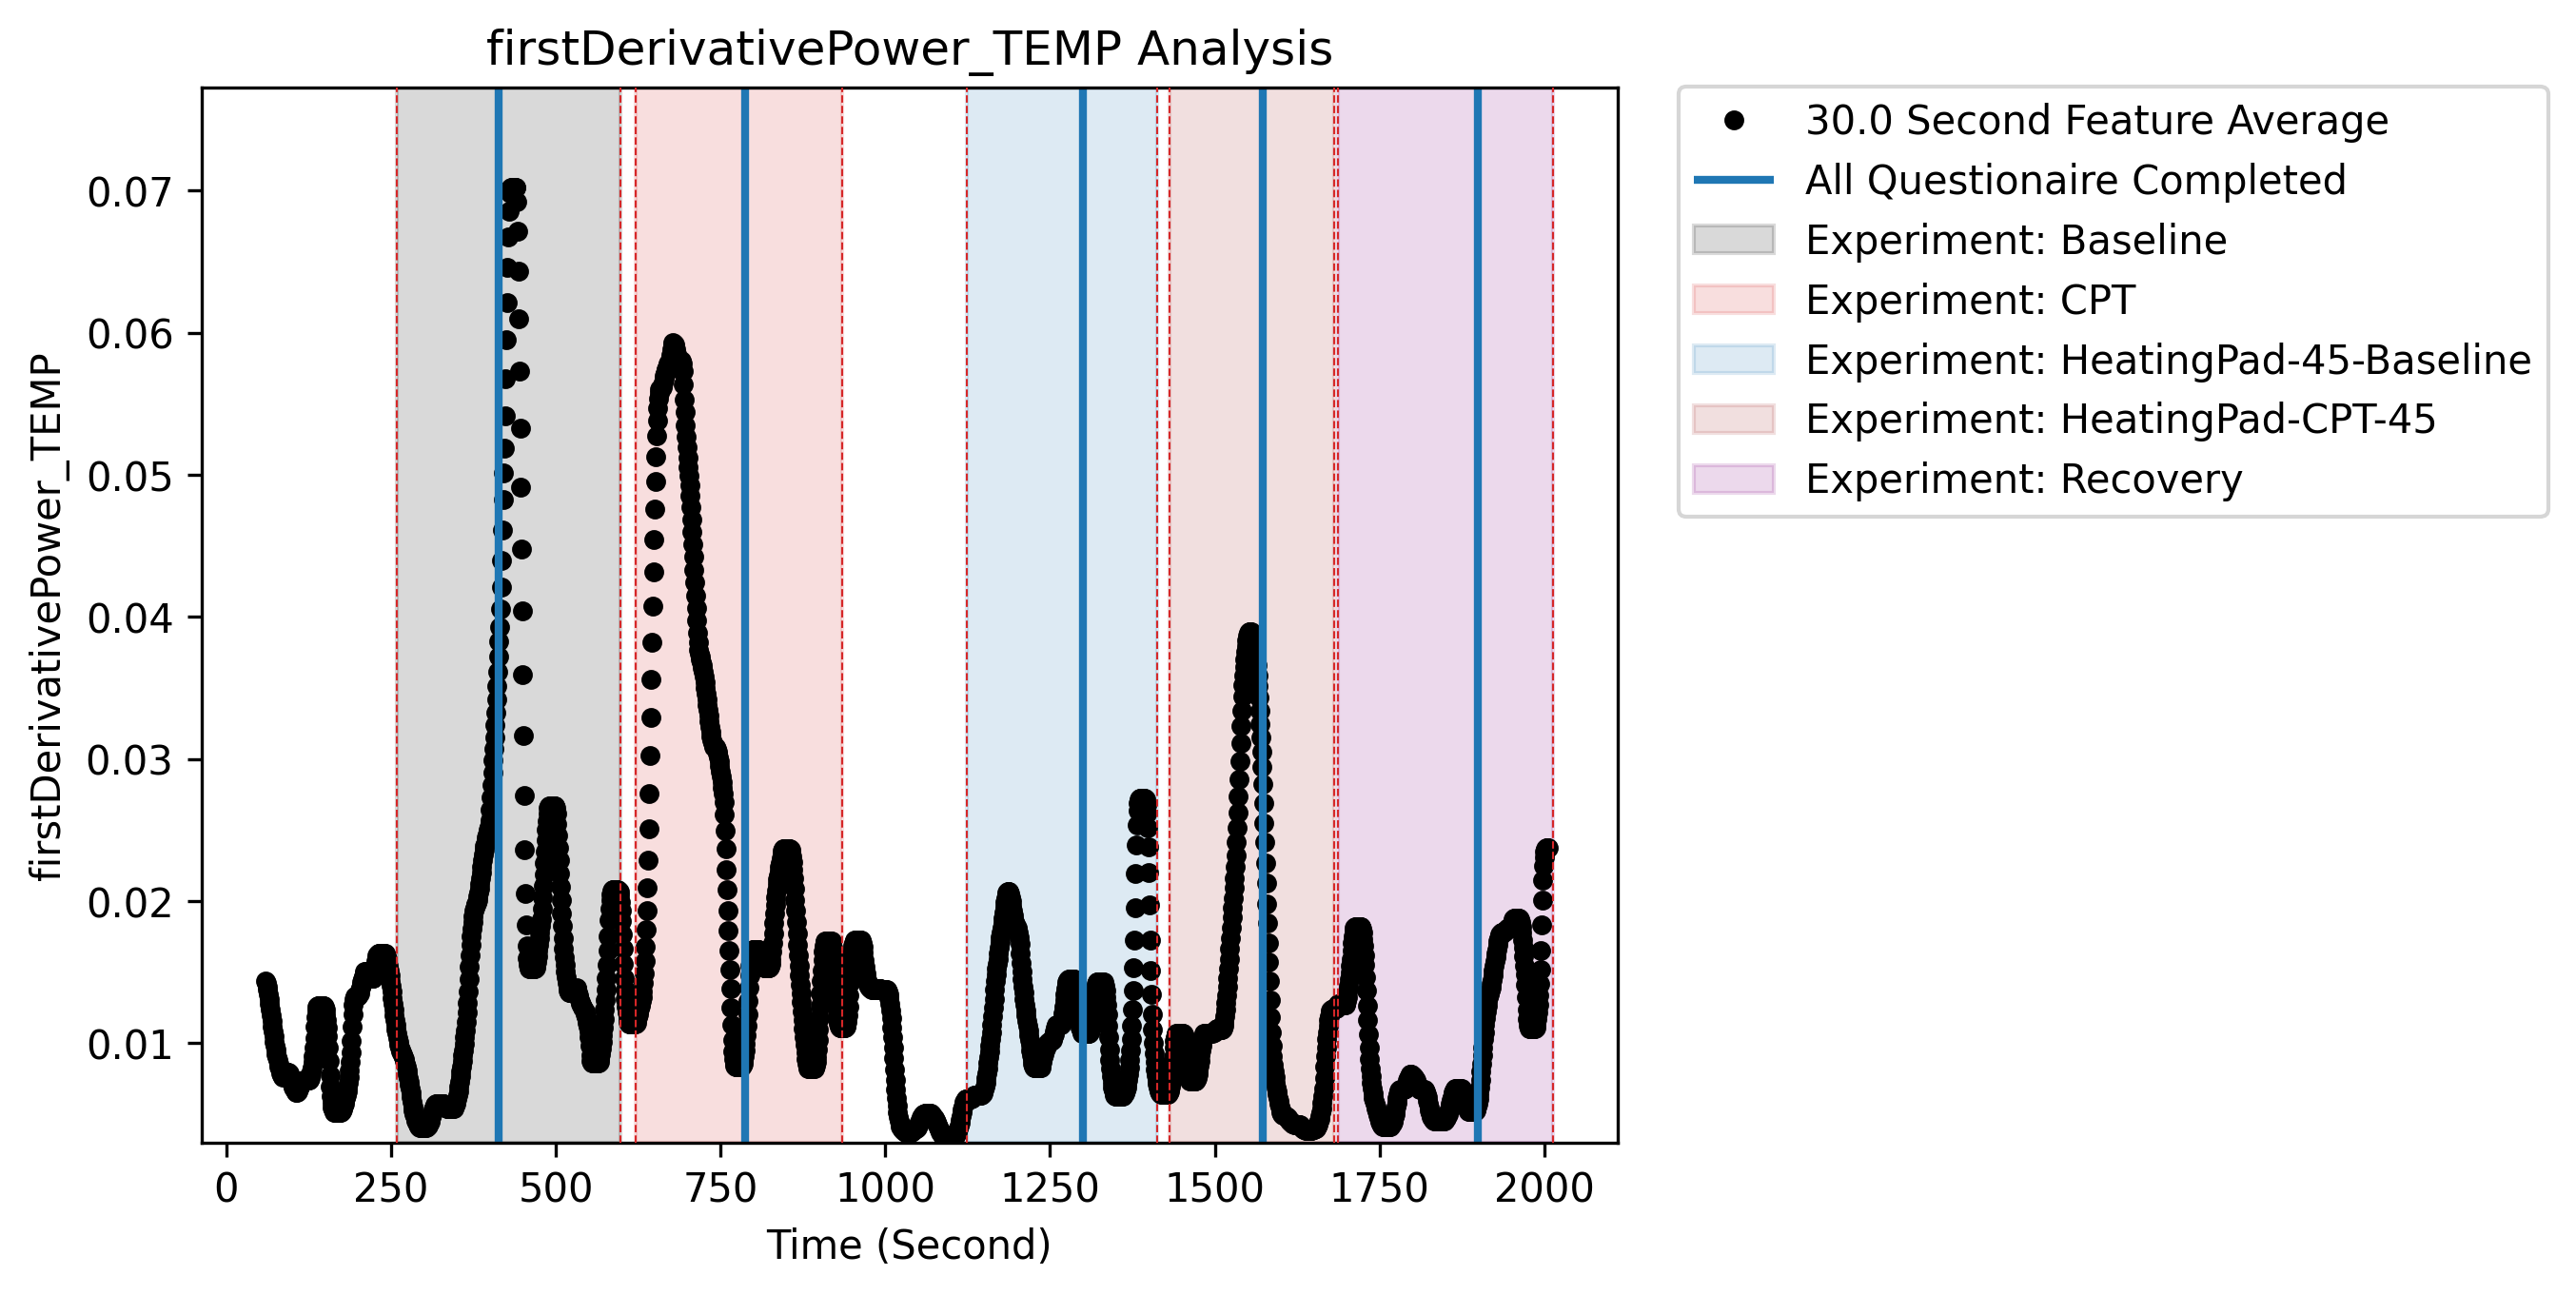 firstDerivativePower_TEMP Analysis
firstDerivativePower_TEMP
0.07
0.06
0.05
0.04
0.03
0.02
0.01
0 250 500 750 1000 1250 1500 1750 2000
Time (Second)
30.0 Second Feature Average
All Questionaire Completed
Experiment: Baseline
Experiment: CPT
Experiment: HeatingPad-45-Baseline
Experiment: HeatingPad-CPT-45
Experiment: Recovery